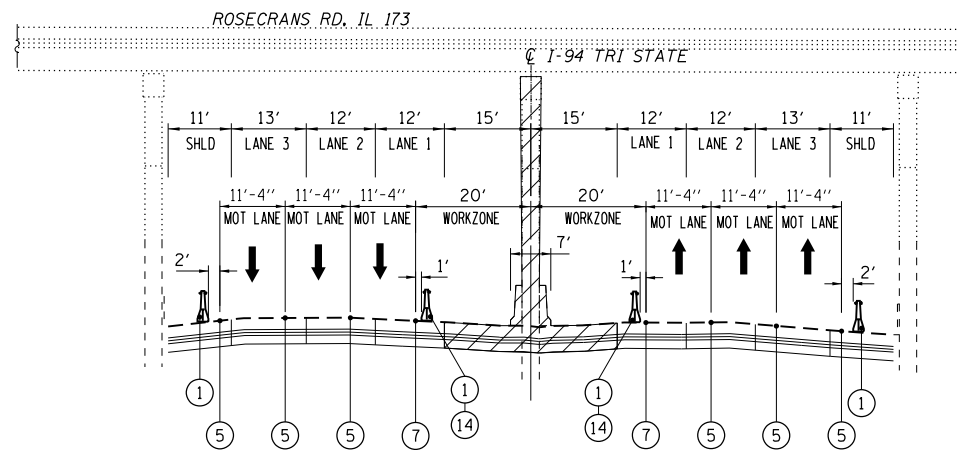 ROSECRANS RD, IL 173
℄ I-94 TRI STATE
11' 13' 12' 12' 15' 15' 12' 12' 13' 11'
SHLD LANE 3 LANE 2 LANE 1 LANE 1 LANE 2 LANE 3 SHLD
11'-4'' 11'-4'' 11'-4'' 20' 20' 11'-4'' 11'-4'' 11'-4''
MOT LANE MOT LANE MOT LANE WORKZONE WORKZONE MOT LANE MOT LANE MOT LANE
2' 1' 7' 1' 2'
1 1 1 1
14 14
5 5 5 7 7 5 5 5